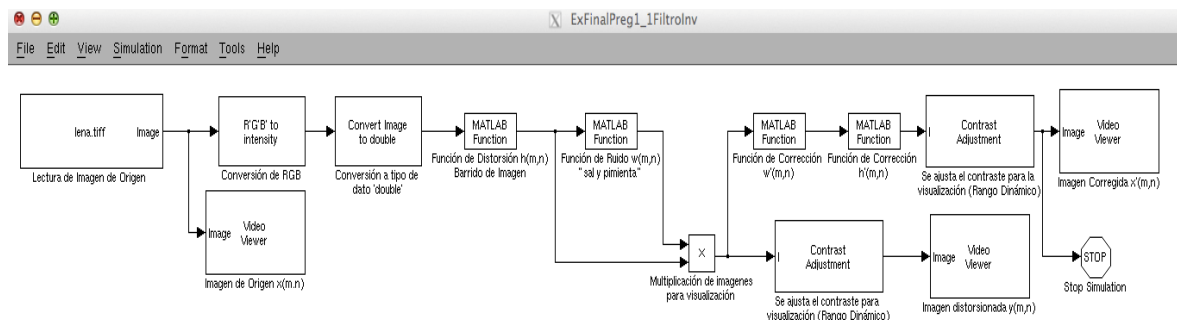 ExFinalPreg1_1FiltroInv
File Edit View Simulation Format Tools Help
lena.tiff Image
Lectura de Imagen de Origen
R'G'B' to
intensity
Conversión de RGB
Convert Image
to double
Conversión a tipo de
dato 'double'
MATLAB
Function
Función de Distorsión h(m,n)
Barrido de Imagen
MATLAB
Function
Función de Ruido w(m,n)
" sal y pimienta"
MATLAB
Function
Función de Corrección
w'(m,n)
MATLAB
Function
Función de Corrección
h'(m,n)
I Contrast
Adjustment
Se ajusta el contraste para la
visualización (Rango Dinámico)
Image Video
Viewer
Imagen Corregida x'(m,n)
Image Video
Viewer
Imagen de Origen x(m.n)
X
Multiplicación de imagenes
para visualización
I Contrast
Adjustment
Se ajusta el contraste para
visualización (Rango Dinámico)
Image Video
Viewer
Imagen distorsionada y(m,n)
STOP
Stop Simulation